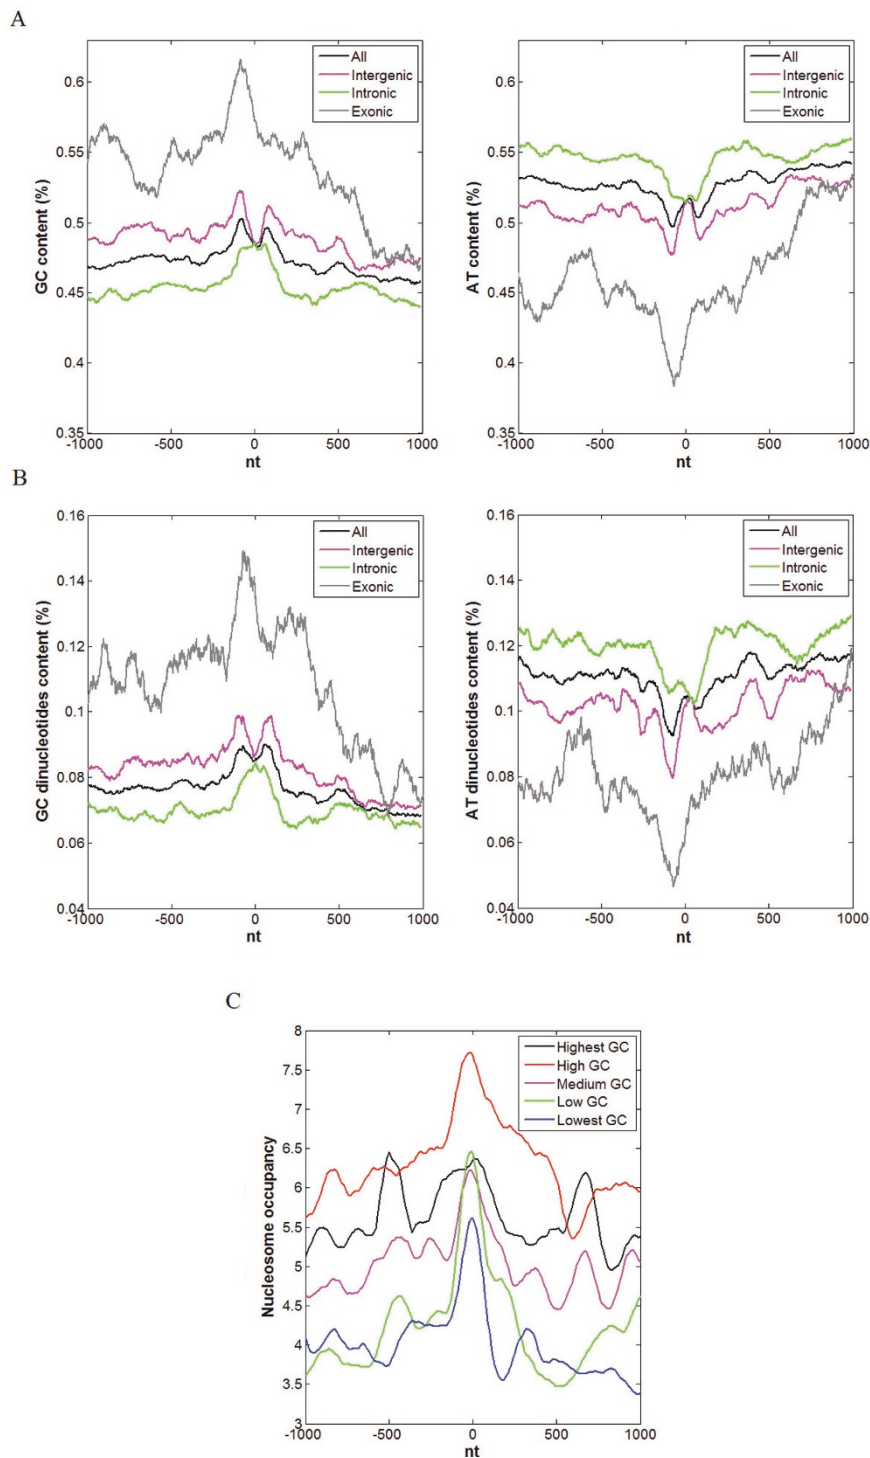 A
All
Intergenic
Intronic
Exonic
GC content (%)
0.6
0.55
0.5
0.45
0.4
0.35
-1000
-500
0
500
1000
nt
All
Intergenic
Intronic
Exonic
AT content (%)
0.6
0.55
0.5
0.45
0.4
0.35
-1000
-500
0
500
1000
nt
B
All
Intergenic
Intronic
Exonic
GC dinucleotides content (%)
0.16
0.14
0.12
0.1
0.08
0.06
0.04
-1000
-500
0
500
1000
nt
All
Intergenic
Intronic
Exonic
AT dinucleotides content (%)
0.16
0.14
0.12
0.1
0.08
0.06
0.04
-1000
-500
0
500
1000
nt
C
Highest GC
High GC
Medium GC
Low GC
Lowest GC
Nucleosome occupancy
8
7.5
7
6.5
6
5.5
5
4.5
4
3.5
3
-1000
-500
0
500
1000
nt